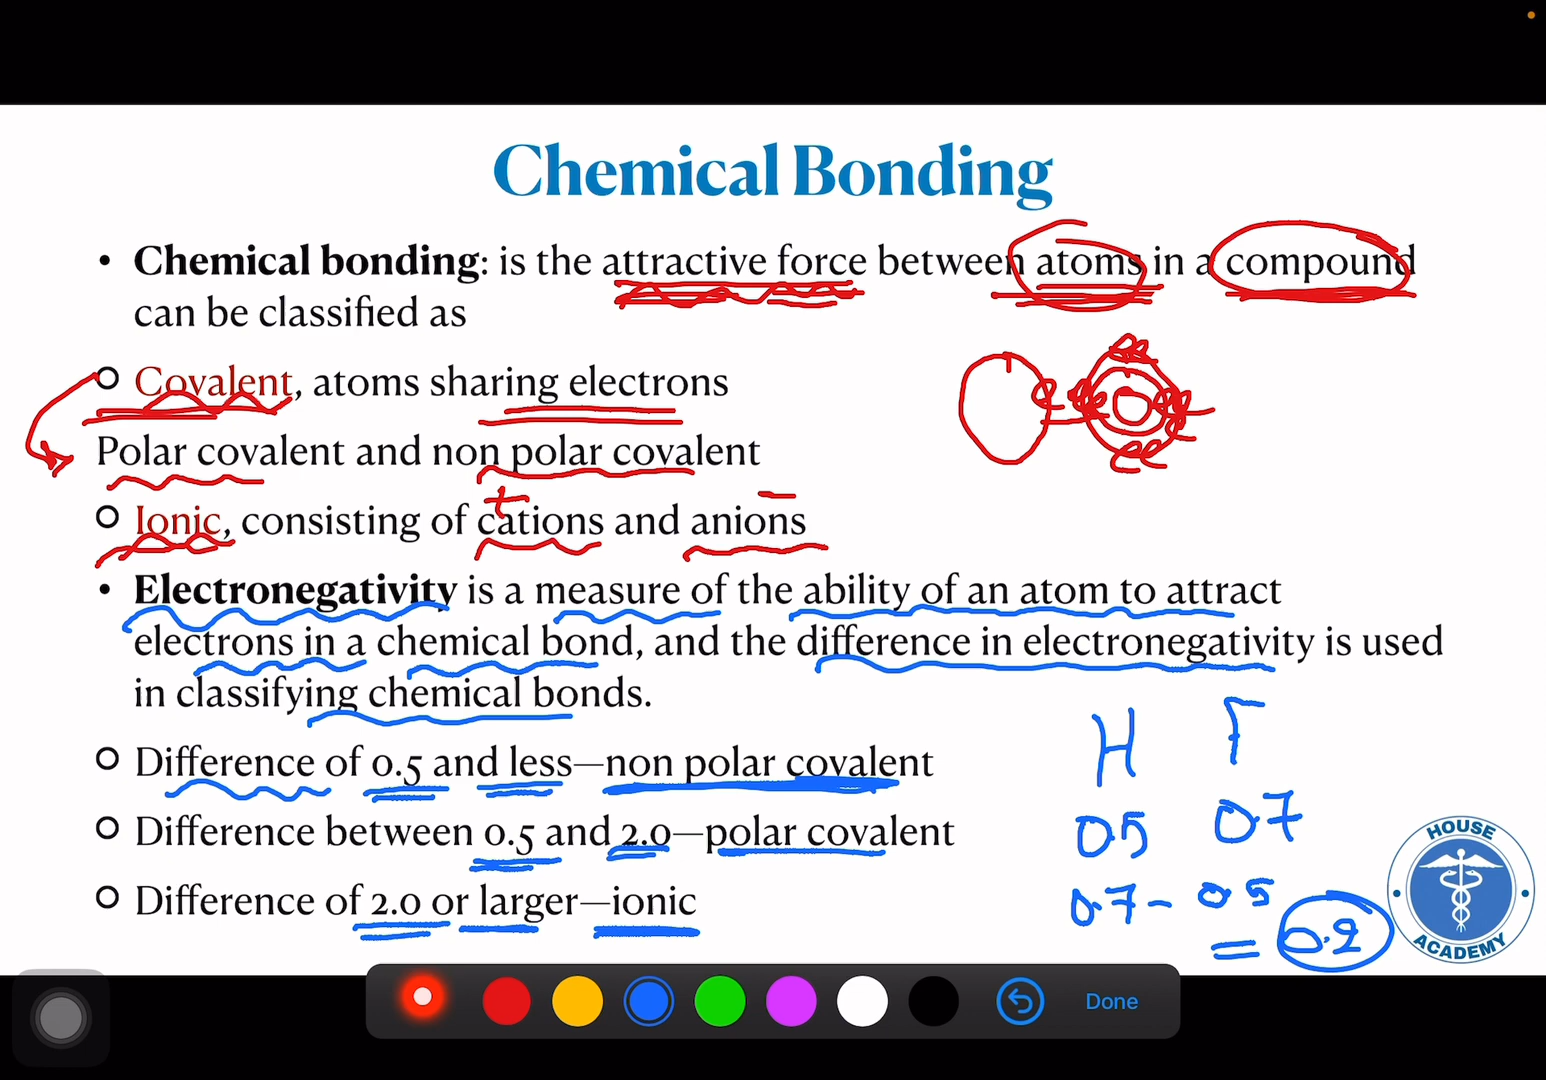 Chemical Bonding
• Chemical bonding: is the attractive force between atoms in a compound
can be classified as
○ Covalent, atoms sharing electrons
Polar covalent and non polar covalent
+ −
○ Ionic, consisting of cations and anions
• Electronegativity is a measure of the ability of an atom to attract
electrons in a chemical bond, and the difference in electronegativity is used
in classifying chemical bonds.
○ Difference of 0.5 and less—non polar covalent
○ Difference between 0.5 and 2.0—polar covalent
○ Difference of 2.0 or larger—ionic
H F
0.5 0.7
0.7 - 0.5
= 0.2
HOUSE
ACADEMY
Done